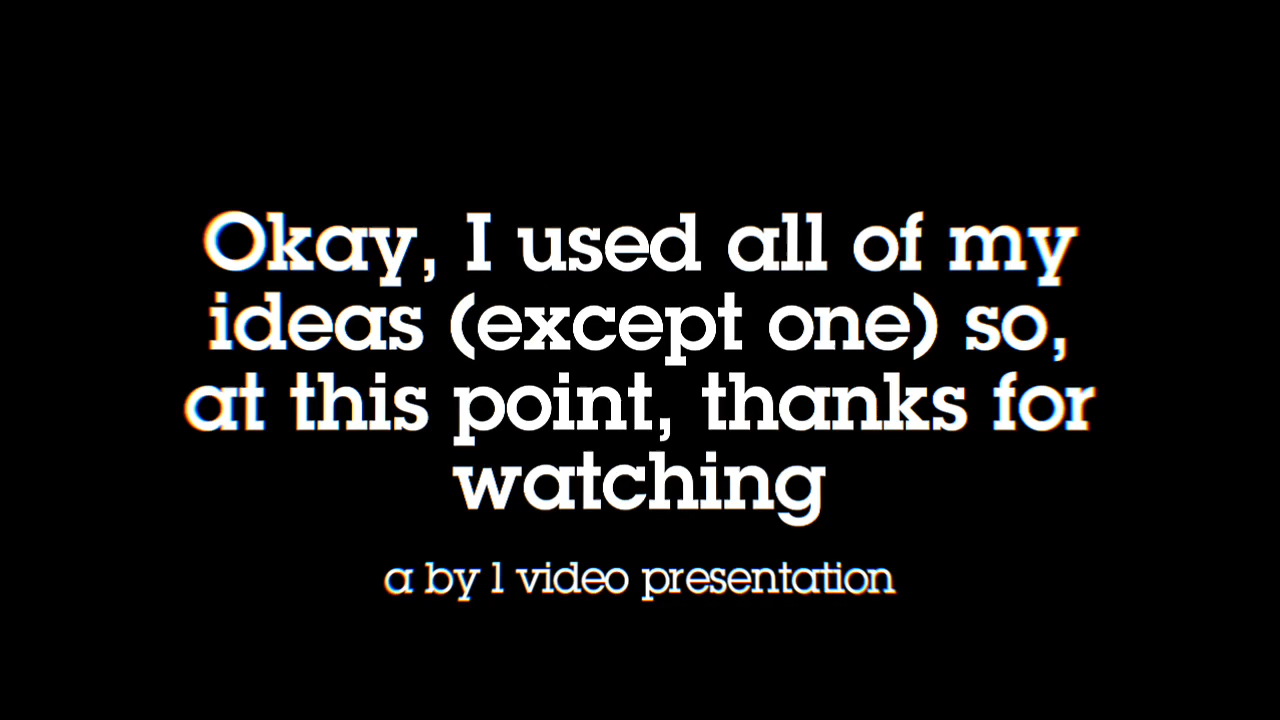 Okay, I used all of my
ideas (except one) so,
at this point, thanks for
watching
a by 1 video presentation